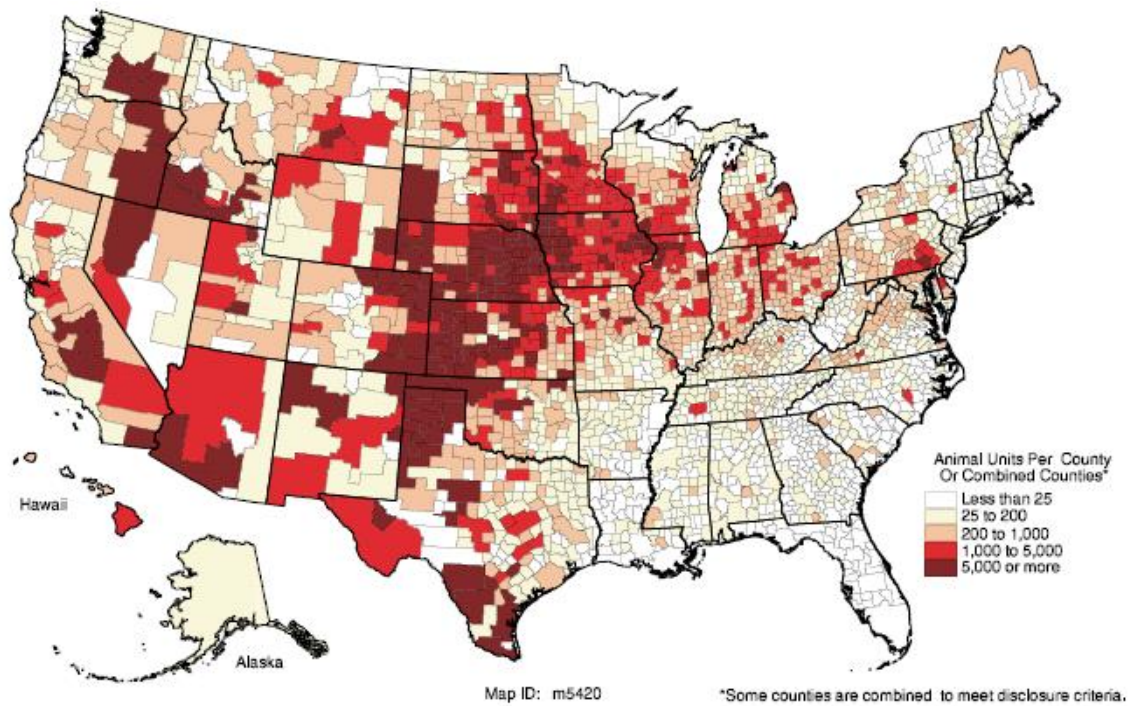 Animal Units Per County
Or Combined Counties*
Less than 25
25 to 200
200 to 1,000
1,000 to 5,000
5,000 or more
Hawaii
Alaska
Map ID: m5420
*Some counties are combined to meet disclosure criteria.